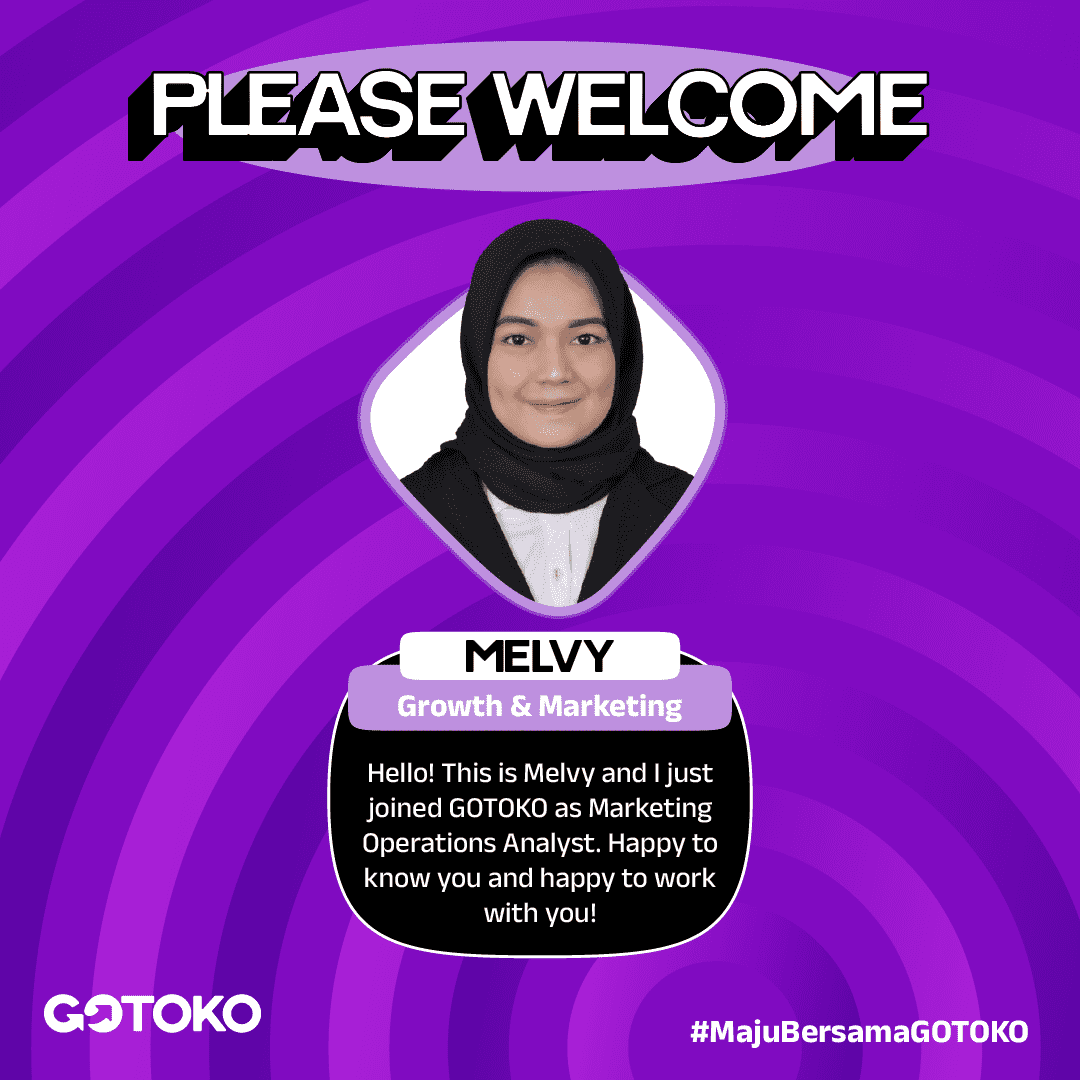 PLEASE WELCOME
MELVY
Growth & Marketing
Hello! This is Melvy and I just
joined GOTOKO as Marketing
Operations Analyst. Happy to
know you and happy to work
with you!
GOTOKO
#MajuBersamaGOTOKO